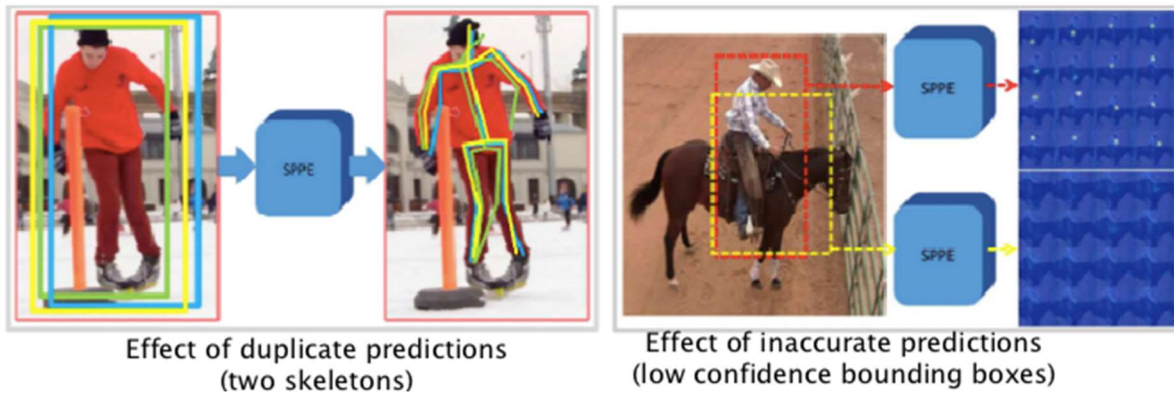 SPPE
SPPE
SPPE
Effect of duplicate predictions
(two skeletons)
Effect of inaccurate predictions
(low confidence bounding boxes)